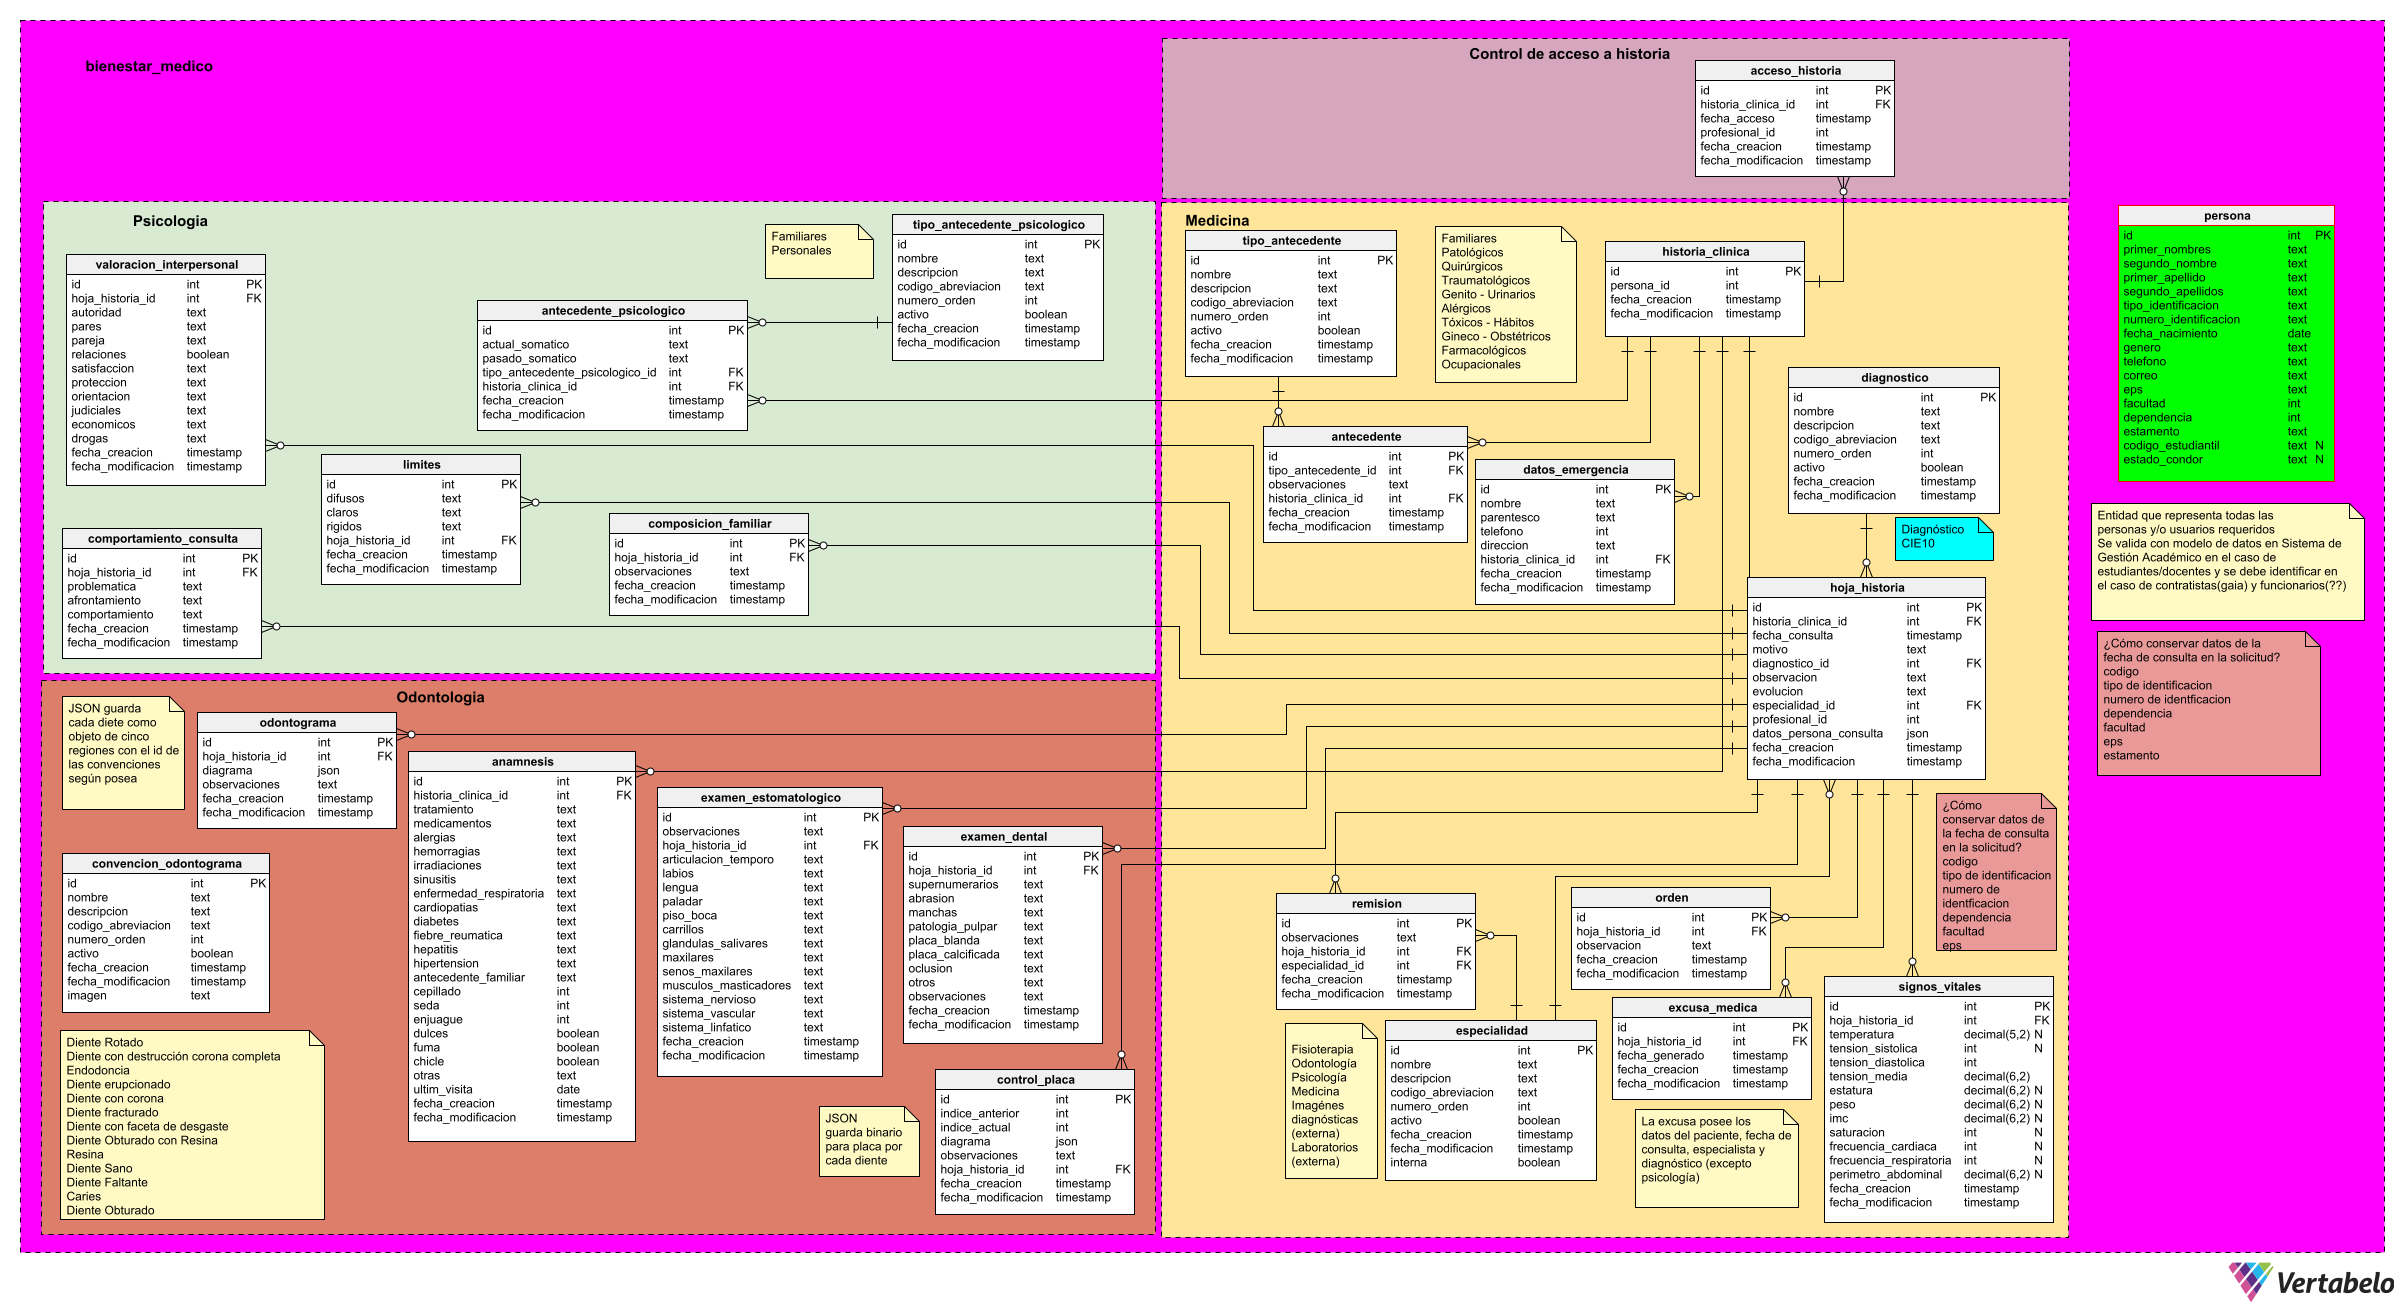 bienestar_medico
Control de acceso a historia
acceso_historia
id int PK
historia_clinica_id int FK
fecha_acceso timestamp
profesional_id int
fecha_creacion timestamp
fecha_modificacion timestamp
Psicologia
valoracion_interpersonal
id int PK
hoja_historia_id int FK
autoridad text
pares text
pareja text
relaciones boolean
satisfaccion text
proteccion text
orientacion text
judiciales text
economicos text
drogas text
fecha_creacion timestamp
fecha_modificacion timestamp
Familiares
Personales
tipo_antecedente_psicologico
id int PK
nombre text
descripcion text
codigo_abreviacion text
numero_orden int
activo boolean
fecha_creacion timestamp
fecha_modificacion timestamp
antecedente_psicologico
id int PK
actual_somatico text
pasado_somatico text
tipo_antecedente_psicologico_id int FK
historia_clinica_id int FK
fecha_creacion timestamp
fecha_modificacion timestamp
limites
id int PK
difusos text
claros text
rigidos text
hoja_historia_id int FK
fecha_creacion timestamp
fecha_modificacion timestamp
composicion_familiar
id int PK
hoja_historia_id int FK
observaciones text
fecha_creacion timestamp
fecha_modificacion timestamp
comportamiento_consulta
id int PK
hoja_historia_id int FK
problematica text
afrontamiento text
comportamiento text
fecha_creacion timestamp
fecha_modificacion timestamp
Medicina
tipo_antecedente
id int PK
nombre text
descripcion text
codigo_abreviacion text
numero_orden int
activo boolean
fecha_creacion timestamp
fecha_modificacion timestamp
Familiares
Patológicos
Quirúrgicos
Traumatológicos
Genito - Urinarios
Alérgicos
Tóxicos - Hábitos
Gineco - Obstétricos
Farmacológicos
Ocupacionales
historia_clinica
id int PK
persona_id int
fecha_creacion timestamp
fecha_modificacion timestamp
antecedente
id int PK
tipo_antecedente_id int FK
observaciones text
historia_clinica_id int FK
fecha_creacion timestamp
fecha_modificacion timestamp
datos_emergencia
id int PK
nombre text
parentesco text
telefono int
direccion text
historia_clinica_id int FK
fecha_creacion timestamp
fecha_modificacion timestamp
diagnostico
id int PK
nombre text
descripcion text
codigo_abreviacion text
numero_orden int
activo boolean
fecha_creacion timestamp
fecha_modificacion timestamp
Diagnóstico
CIE10
hoja_historia
id int PK
historia_clinica_id int FK
fecha_consulta timestamp
motivo text
diagnostico_id int FK
observacion text
evolucion text
especialidad_id int FK
profesional_id int
datos_persona_consulta json
fecha_creacion timestamp
fecha_modificacion timestamp
persona
id int PK
primer_nombres text
segundo_nombre text
primer_apellido text
segundo_apellidos text
tipo_identificacion text
numero_identificacion text
fecha_nacimiento date
genero text
telefono text
correo text
eps text
facultad int
dependencia int
estamento text
codigo_estudiantil text N
estado_condor text N
Entidad que representa todas las
personas y/o usuarios requeridos
Se valida con modelo de datos en Sistema de
Gestión Académico en el caso de
estudiantes/docentes y se debe identificar en
el caso de contratistas(gaia) y funcionarios(??)
¿Cómo conservar datos de la
fecha de consulta en la solicitud?
codigo
tipo de identificacion
numero de identficacion
dependencia
facultad
eps
estamento
Odontologia
JSON guarda
cada diete como
objeto de cinco
regiones con el id de
las convenciones
según posea
odontograma
id int PK
hoja_historia_id int FK
diagrama json
observaciones text
fecha_creacion timestamp
fecha_modificacion timestamp
convencion_odontograma
id int PK
nombre text
descripcion text
codigo_abreviacion text
numero_orden int
activo boolean
fecha_creacion timestamp
fecha_modificacion timestamp
imagen text
Diente Rotado
Diente con destrucción corona completa
Endodoncia
Diente erupcionado
Diente con corona
Diente fracturado
Diente con faceta de desgaste
Diente Obturado con Resina
Resina
Diente Sano
Diente Faltante
Caries
Diente Obturado
anamnesis
id int PK
historia_clinica_id int FK
tratamiento text
medicamentos text
alergias text
hemorragias text
irradiaciones text
sinusitis text
enfermedad_respiratoria text
cardiopatias text
diabetes text
fiebre_reumatica text
hepatitis text
hipertension text
antecedente_familiar text
cepillado int
seda int
enjuague int
dulces boolean
fuma boolean
chicle boolean
otras text
ultim_visita date
fecha_creacion timestamp
fecha_modificacion timestamp
examen_estomatologico
id int PK
observaciones text
hoja_historia_id int FK
articulacion_temporo text
labios text
lengua text
paladar text
piso_boca text
carrillos text
glandulas_salivares text
maxilares text
senos_maxilares text
musculos_masticadores text
sistema_nervioso text
sistema_vascular text
sistema_linfatico text
fecha_creacion timestamp
fecha_modificacion timestamp
examen_dental
id int PK
hoja_historia_id int FK
supernumerarios text
abrasion text
manchas text
patologia_pulpar text
placa_blanda text
placa_calcificada text
oclusion text
otros text
observaciones text
fecha_creacion timestamp
fecha_modificacion timestamp
JSON
guarda binario
para placa por
cada diente
control_placa
id int PK
indice_anterior int
indice_actual int
diagrama json
observaciones text
hoja_historia_id int FK
fecha_creacion timestamp
fecha_modificacion timestamp
remision
id int PK
observaciones text
hoja_historia_id int FK
especialidad_id int FK
fecha_creacion timestamp
fecha_modificacion timestamp
Fisioterapia
Odontología
Psicología
Medicina
Imagénes
diagnósticas
(externa)
Laboratorios
(externa)
especialidad
id int PK
nombre text
descripcion text
codigo_abreviacion text
numero_orden int
activo boolean
fecha_creacion timestamp
fecha_modificacion timestamp
interna boolean
orden
id int PK
hoja_historia_id int FK
observacion text
fecha_creacion timestamp
fecha_modificacion timestamp
excusa_medica
id int PK
hoja_historia_id int FK
fecha_generado timestamp
fecha_creacion timestamp
fecha_modificacion timestamp
La excusa posee los
datos del paciente, fecha de
consulta, especialista y
diagnóstico (excepto
psicología)
¿Cómo
conservar datos de
la fecha de consulta
en la solicitud?
codigo
tipo de identificacion
numero de
identficacion
dependencia
facultad
eps
signos_vitales
id int PK
hoja_historia_id int FK
temperatura decimal(5,2) N
tension_sistolica int N
tension_diastolica int
tension_media decimal(6,2)
estatura decimal(6,2) N
peso decimal(6,2) N
imc decimal(6,2) N
saturacion int N
frecuencia_cardiaca int N
frecuencia_respiratoria int N
perimetro_abdominal decimal(6,2) N
fecha_creacion timestamp
fecha_modificacion timestamp
Vertabelo